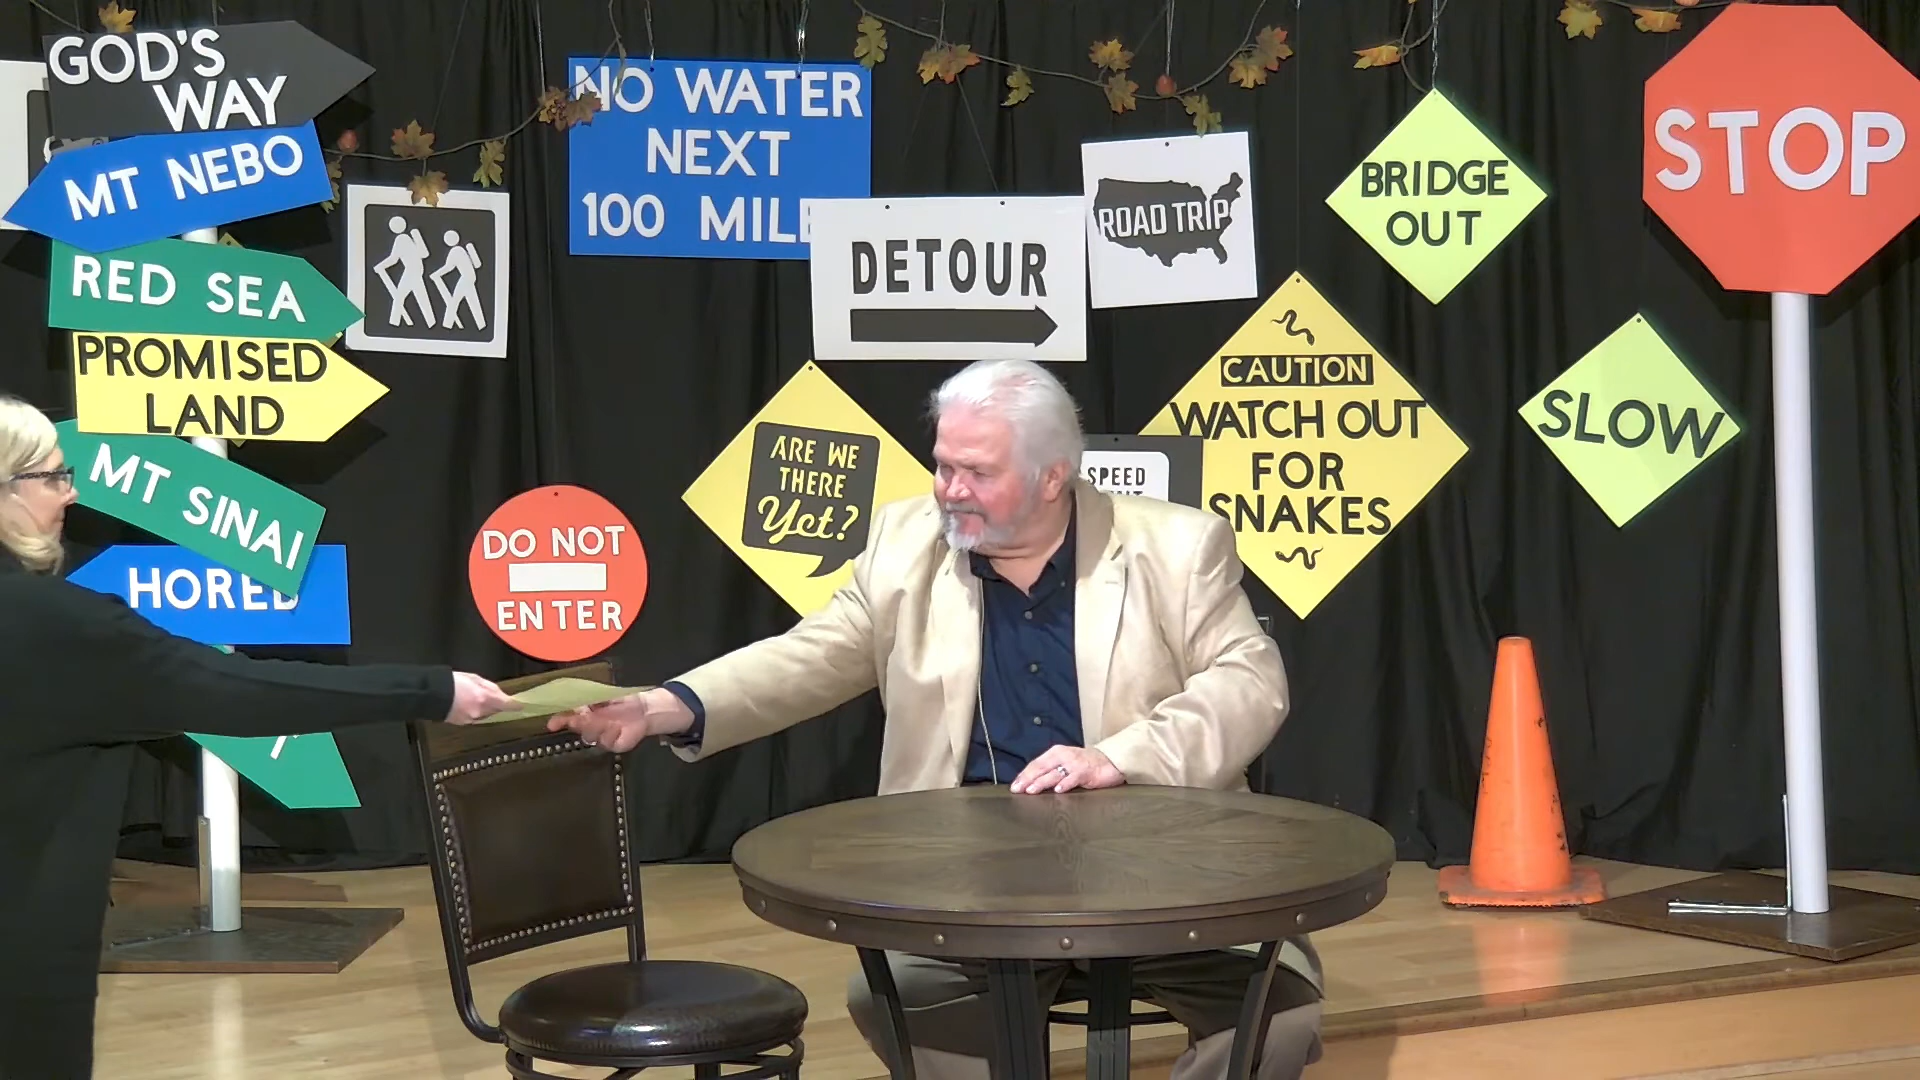 GOD'S
WAY
MT NEBO
RED SEA
PROMISED
LAND
MT SINAI
HOREB
NO WATER
NEXT
100 MILE
DETOUR
ROAD TRIP
BRIDGE
OUT
STOP
DO NOT
ENTER
ARE WE
THERE
Yet?
SPEED
CAUTION
WATCH OUT
FOR
SNAKES
SLOW